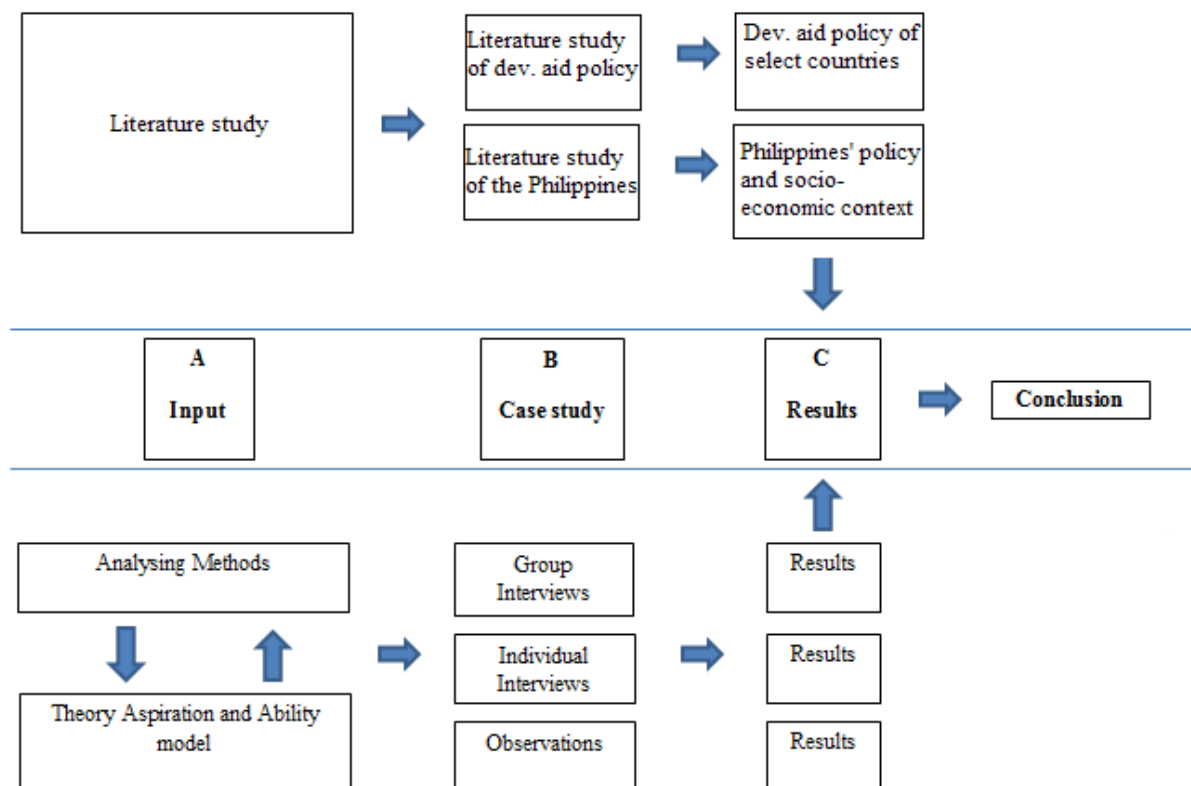 Literature study
Literature study
of dev. aid policy
Dev. aid policy of
select countries
Literature study
of the Philippines
Philippines' policy
and socio-
economic context
A
Input
B
Case study
C
Results
Conclusion
Analysing Methods
Theory Aspiration and Ability
model
Group
Interviews
Individual
Interviews
Observations
Results
Results
Results